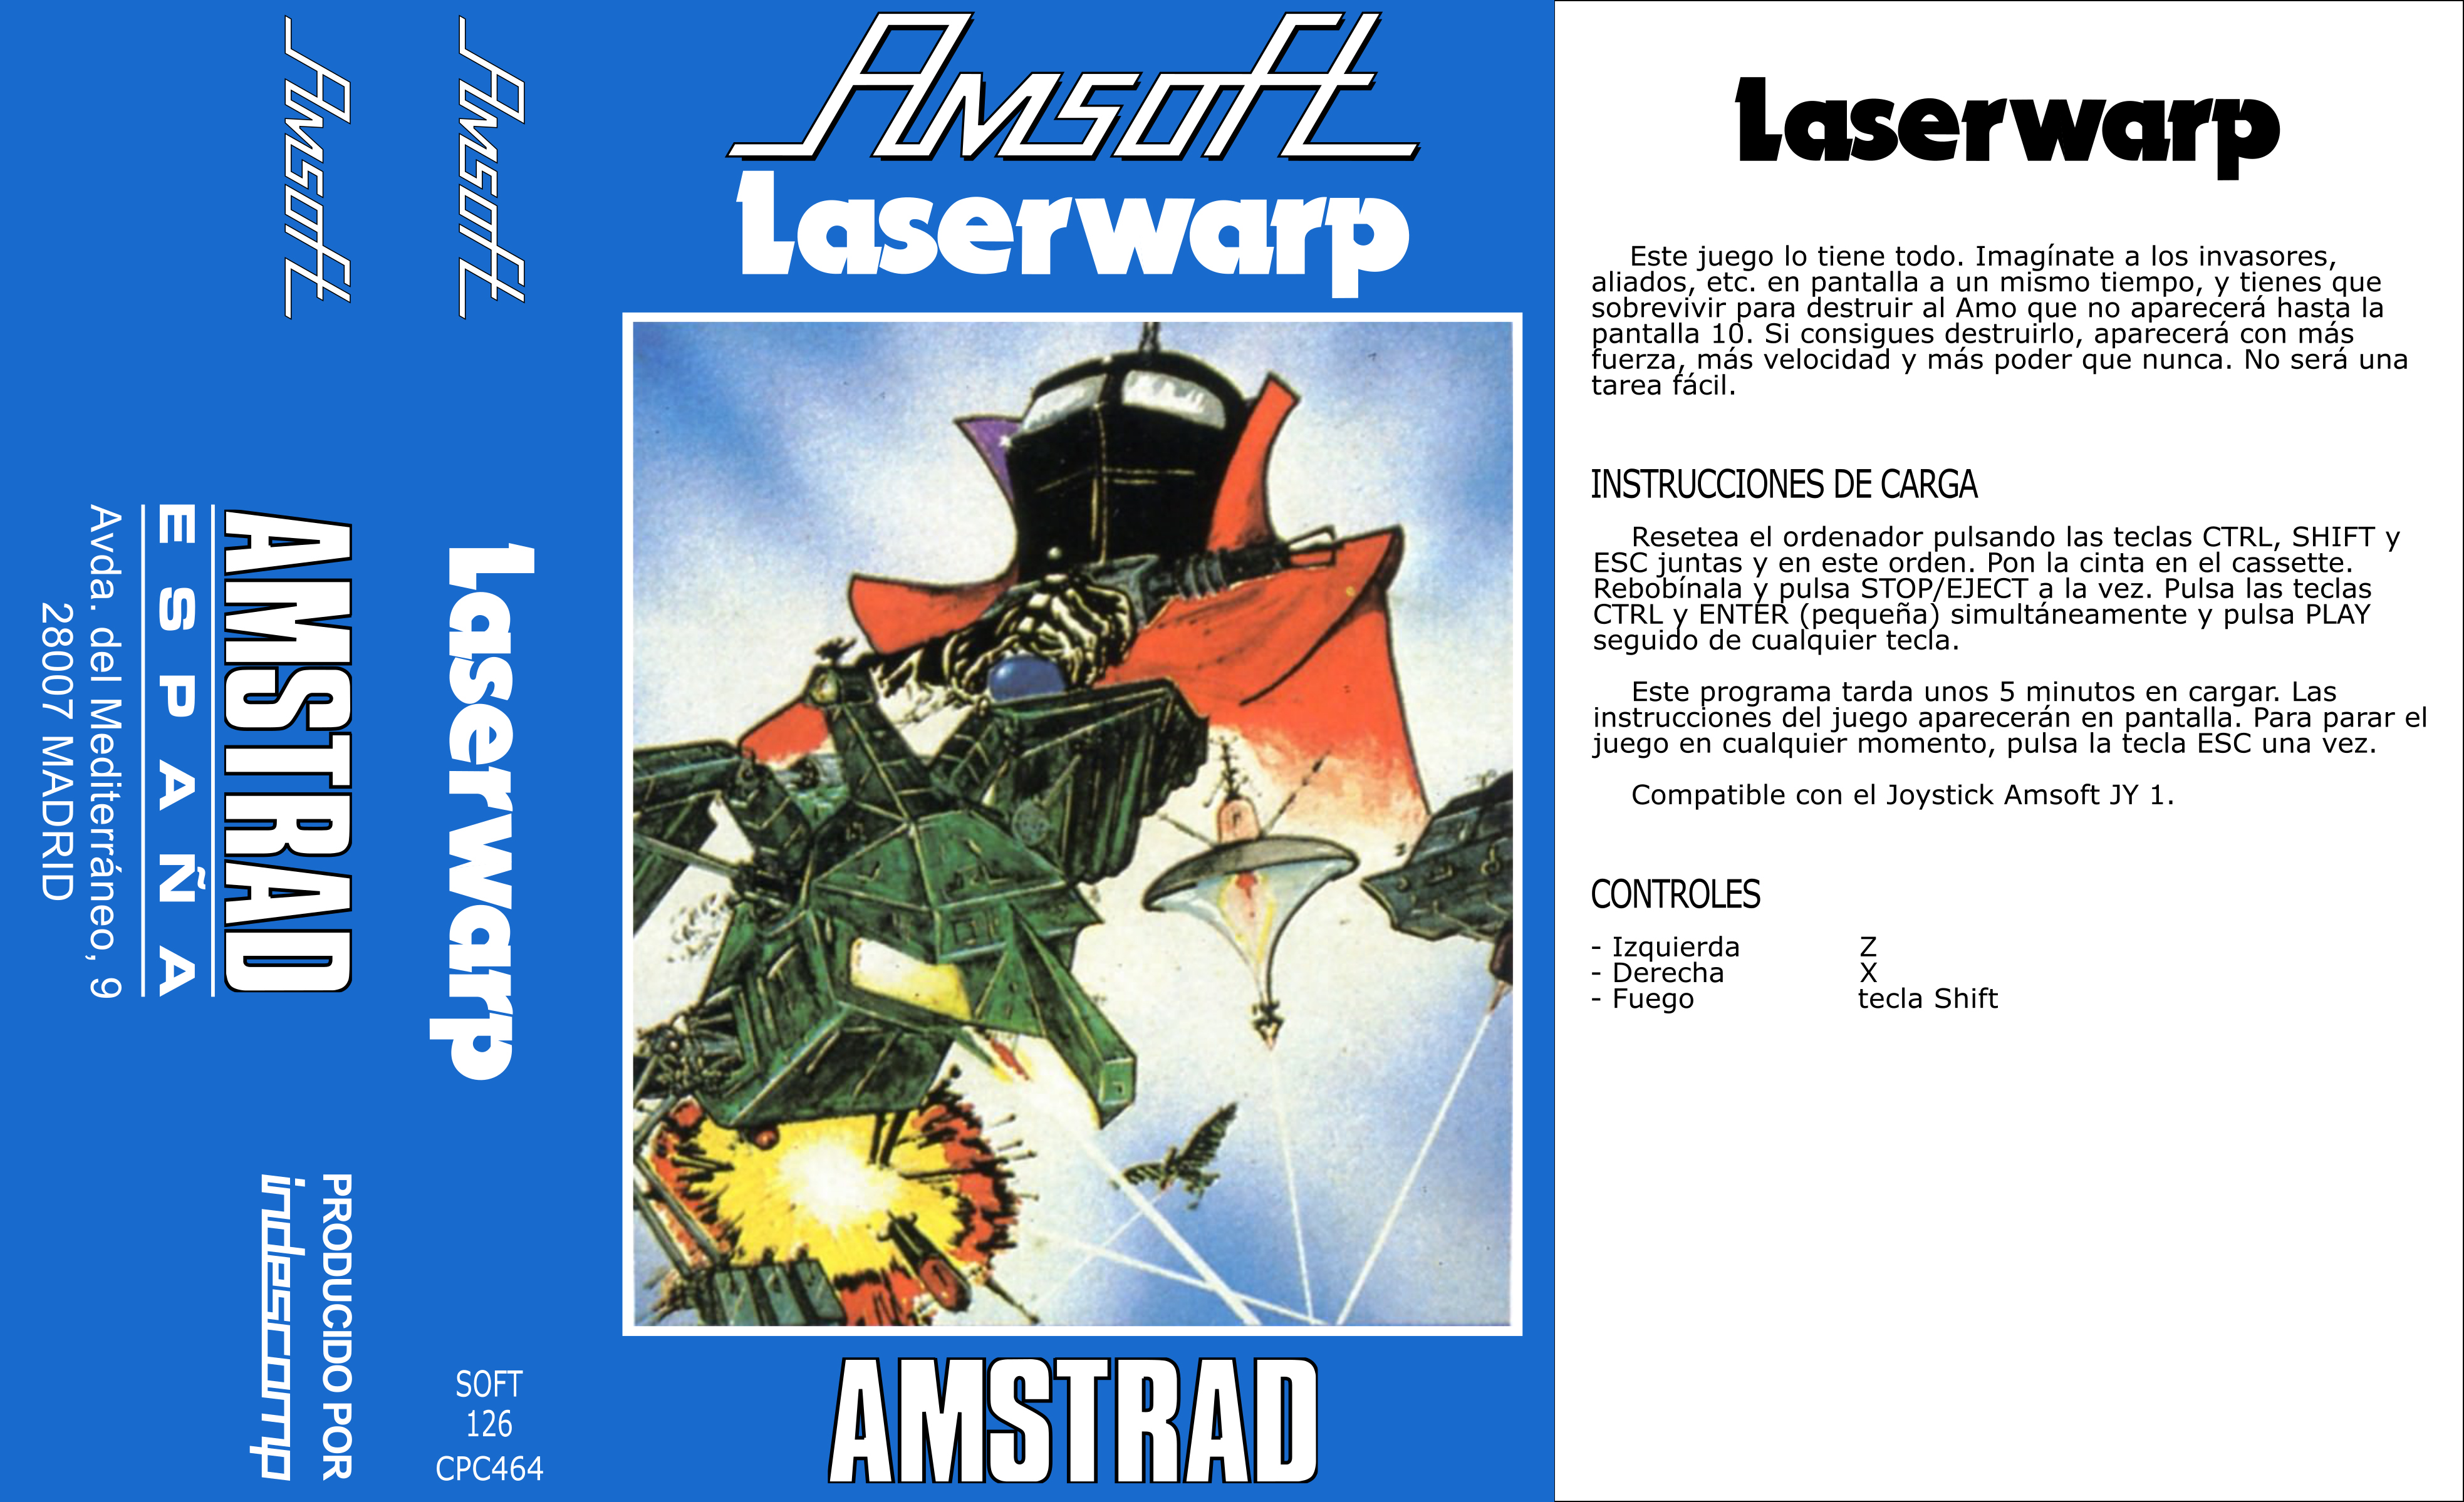 Amsoft
AMSTRAD
ESPAÑA
Avda. del Mediterráneo, 9
28007 MADRID
PRODUCIDO POR
indescomp
Amsoft
Laserwarp
SOFT
126
CPC464
Amsoft
Laserwarp
AMSTRAD
Laserwarp
Este juego lo tiene todo. Imagínate a los invasores,
aliados, etc. en pantalla a un mismo tiempo, y tienes que
sobrevivir para destruir al Amo que no aparecerá hasta la
pantalla 10. Si consigues destruirlo, aparecerá con más
fuerza, más velocidad y más poder que nunca. No será una
tarea fácil.
INSTRUCCIONES DE CARGA
Resetea el ordenador pulsando las teclas CTRL, SHIFT y
ESC juntas y en este orden. Pon la cinta en el cassette.
Rebobínala y pulsa STOP/EJECT a la vez. Pulsa las teclas
CTRL y ENTER (pequeña) simultáneamente y pulsa PLAY
seguido de cualquier tecla.
Este programa tarda unos 5 minutos en cargar. Las
instrucciones del juego aparecerán en pantalla. Para parar el
juego en cualquier momento, pulsa la tecla ESC una vez.
Compatible con el Joystick Amsoft JY 1.
CONTROLES
- Izquierda Z
- Derecha X
- Fuego tecla Shift